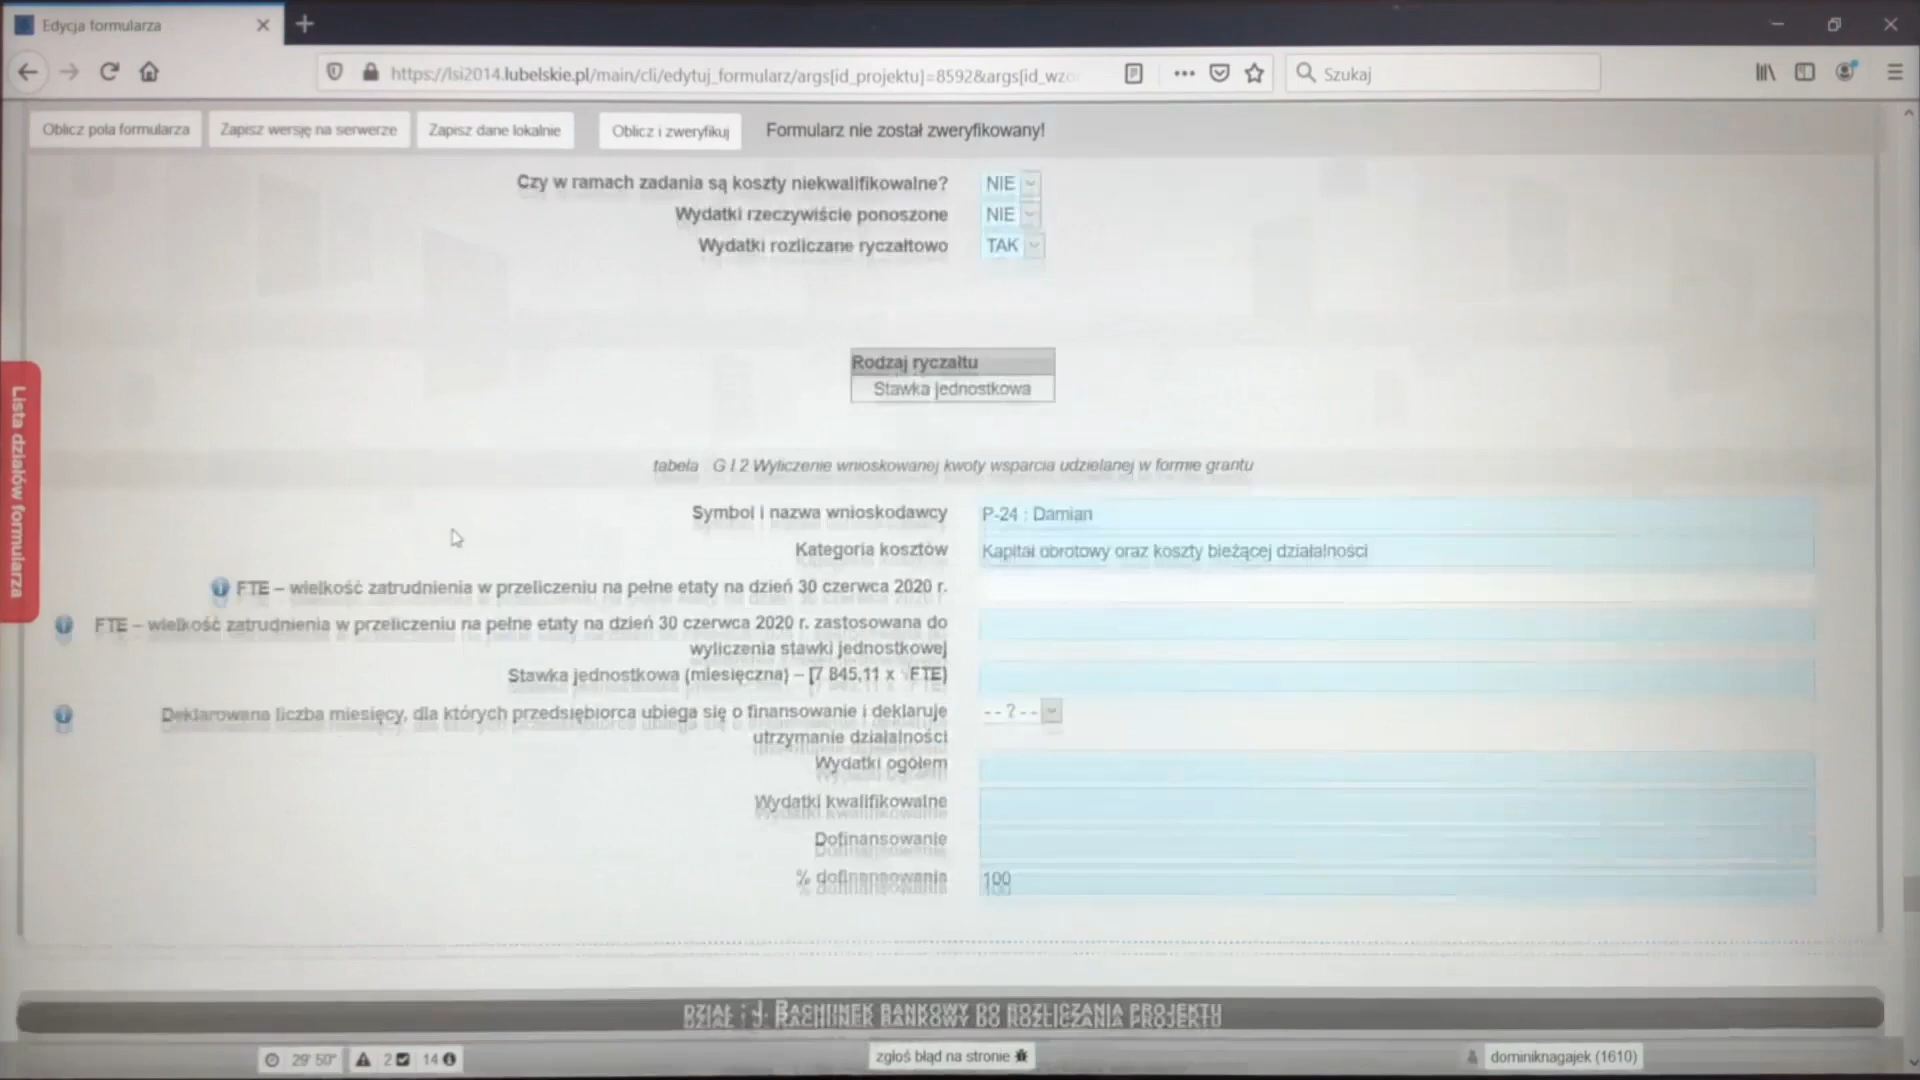 Edycja formularza
https://lsi2014.lubelskie.pl/main/cli/edytuj_formularz/args[id_projektu]=8592&args[id_wzo
Szukaj
Oblicz pola formularza
Zapisz wersję na serwerze
Zapisz dane lokalnie
Oblicz i zweryfikuj
Formularz nie został zweryfikowany!
Czy w ramach zadania są koszty niekwalifikowalne? NIE
Wydatki rzeczywiście ponoszone NIE
Wydatki rozliczane ryczałtowo TAK
Lista działów formularza
Rodzaj ryczałtu
Stawka jednostkowa
tabela G I 2 Wyliczenie wnioskowanej kwoty wsparcia udzielanej w formie grantu
Symbol i nazwa wnioskodawcy P-24 : Damian
Kategoria kosztów Kapitał obrotowy oraz koszty bieżącej działalności
FTE – wielkość zatrudnienia w przeliczeniu na pełne etaty na dzień 30 czerwca 2020 r.
FTE – wielkość zatrudnienia w przeliczeniu na pełne etaty na dzień 30 czerwca 2020 r. zastosowana do
wyliczenia stawki jednostkowej
Stawka jednostkowa (miesięczna) – [7 845,11 x FTE]
Deklarowana liczba miesięcy, dla których przedsiębiorca ubiega się o finansowanie i deklaruje - - ? - -
utrzymanie działalności
Wydatki ogółem
Wydatki kwalifikowalne
Dofinansowanie
% dofinansowania 100
DZIAŁ : J. RACHUNEK BANKOWY DO ROZLICZANIA PROJEKTU
29' 50" 2 14
zgłoś błąd na stronie
dominiknagajek (1610)